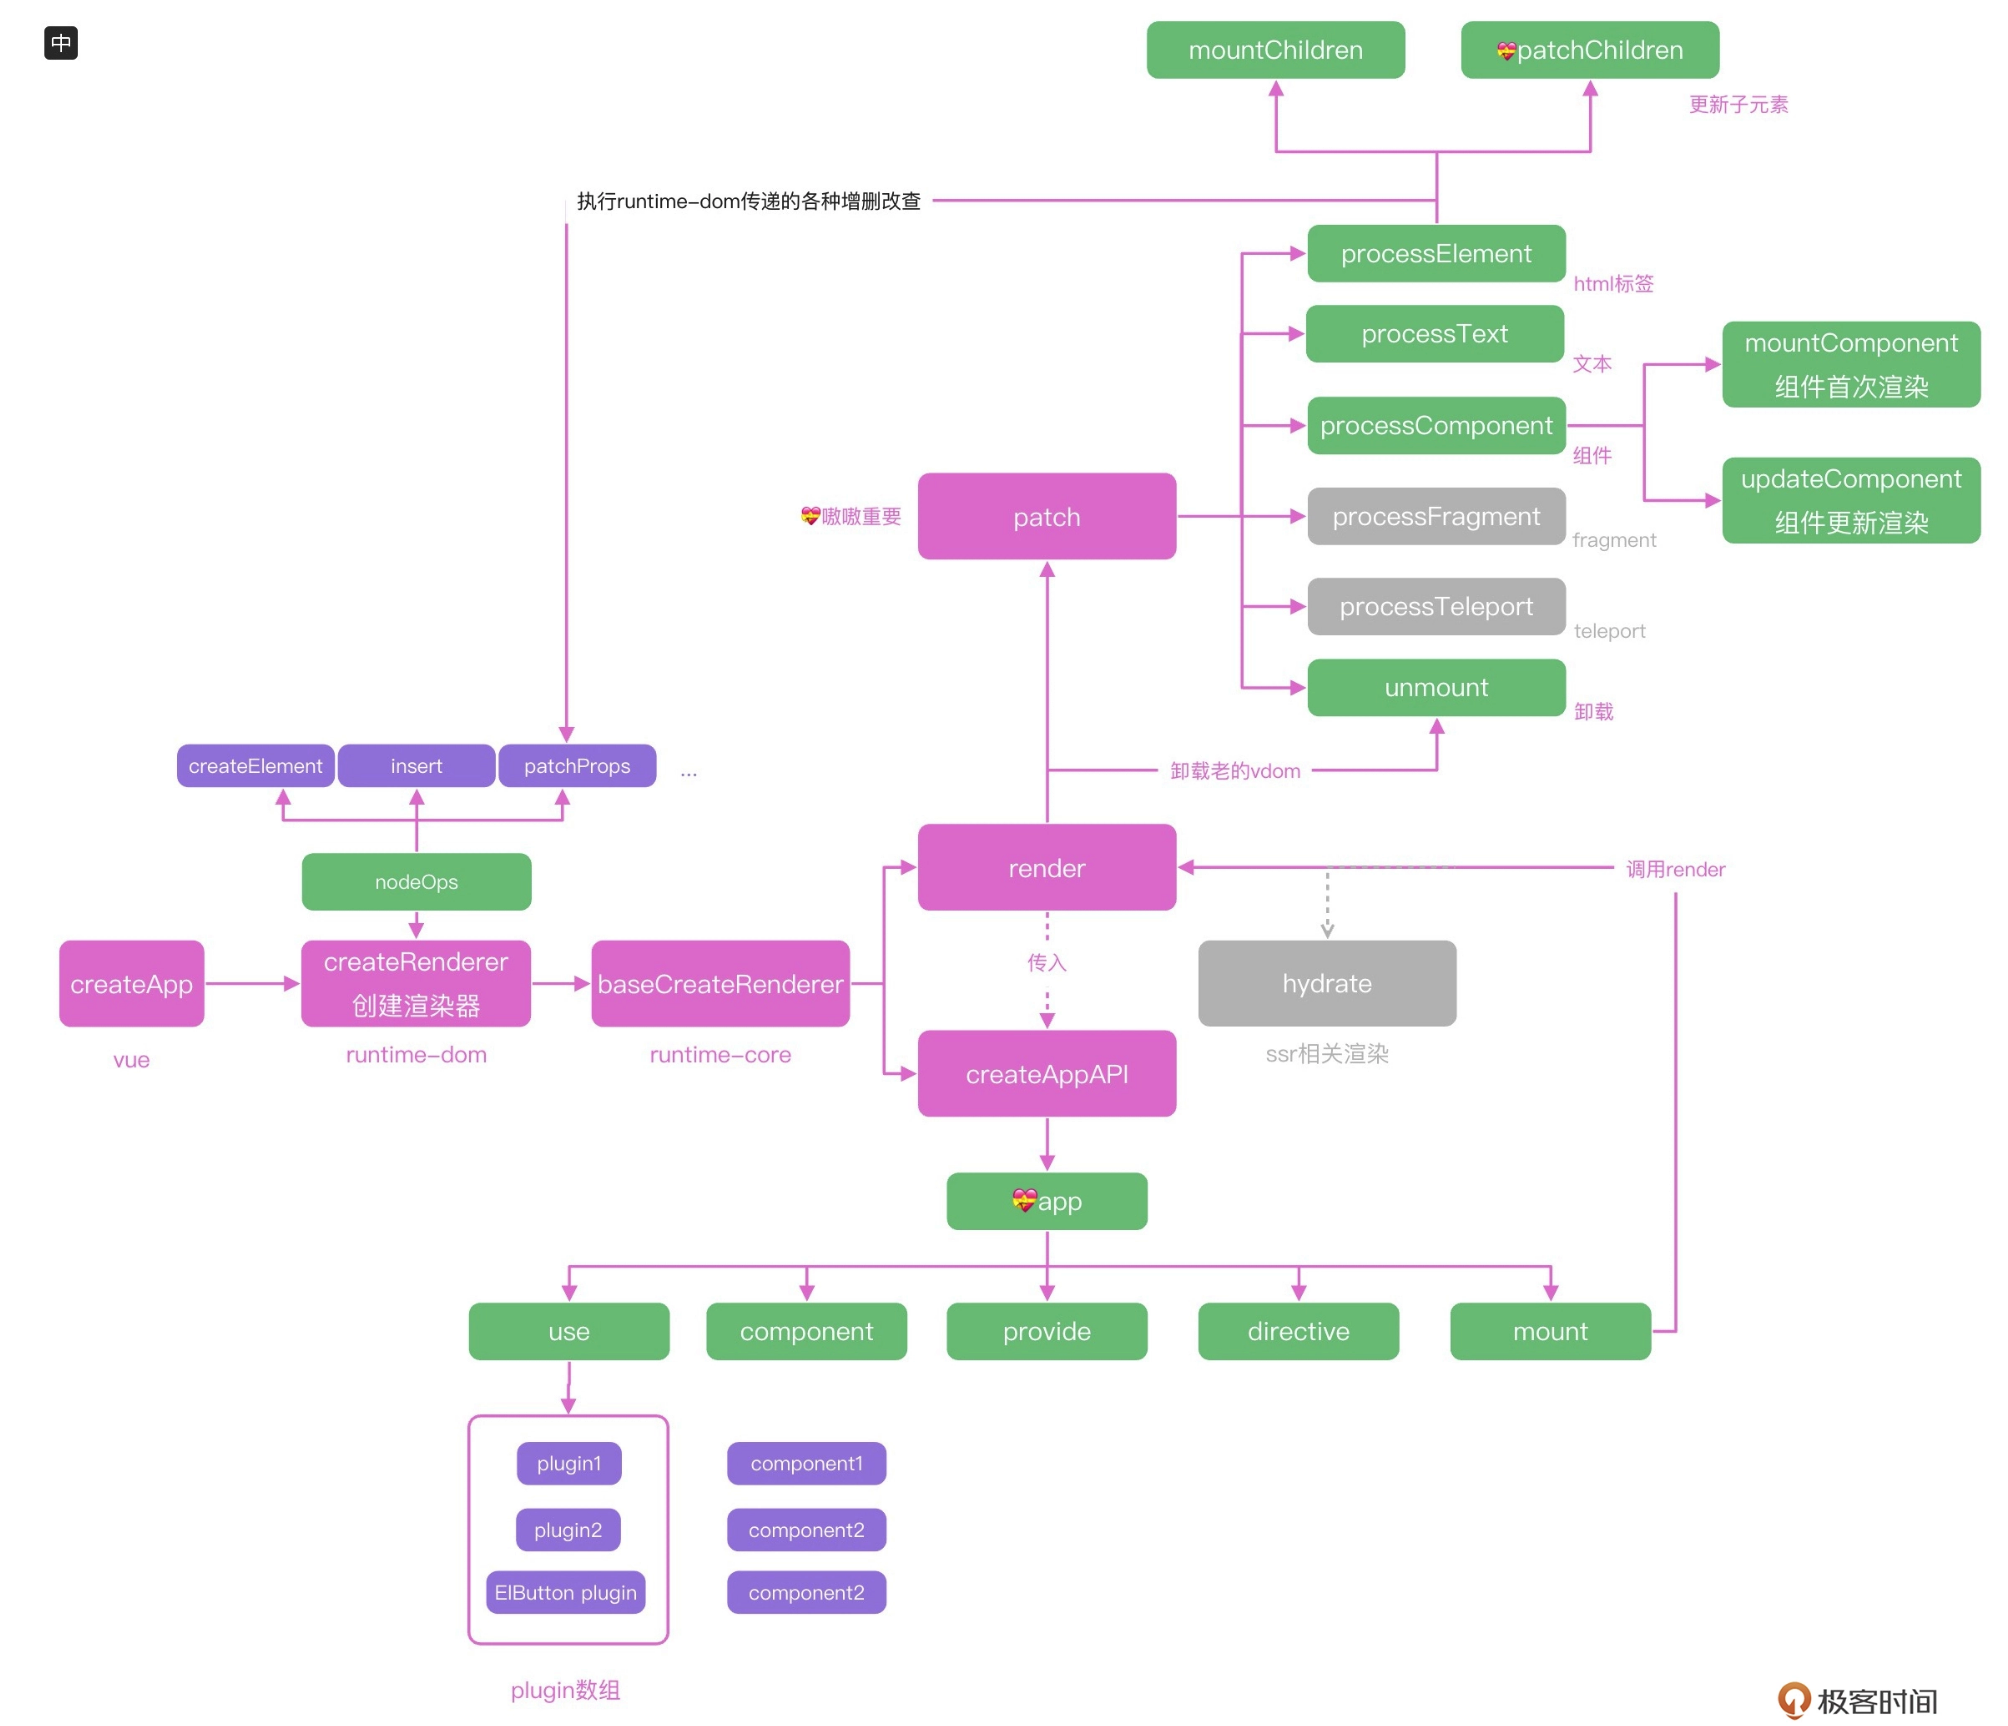 中
mountChildren
patchChildren
更新子元素
执行runtime-dom传递的各种增删改查
processElement
html标签
processText
文本
mountComponent
组件首次渲染
processComponent
组件
updateComponent
组件更新渲染
嗷嗷重要
patch
processFragment
fragment
processTeleport
teleport
unmount
卸载
卸载老的vdom
createElement
insert
patchProps
...
nodeOps
render
调用render
createApp
vue
createRenderer
创建渲染器
runtime-dom
baseCreateRenderer
runtime-core
传入
hydrate
ssr相关渲染
createAppAPI
app
use
component
provide
directive
mount
plugin1
component1
plugin2
component2
ElButton plugin
component2
plugin数组
极客时间